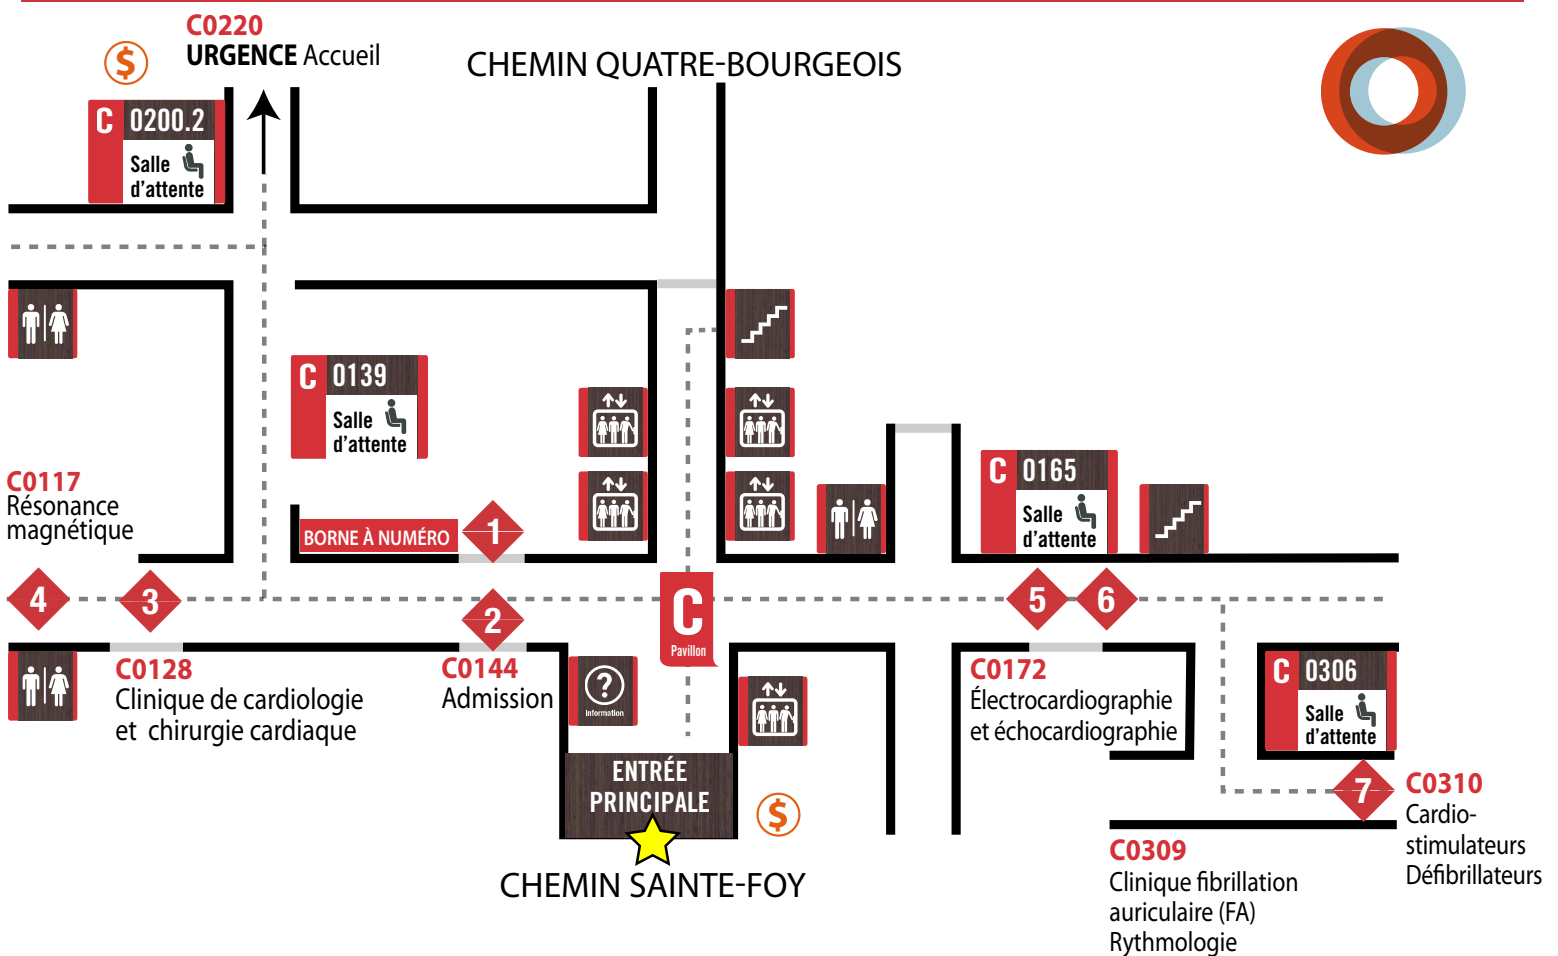 C0220
URGENCE Accueil
$
CHEMIN QUATRE-BOURGEOIS
C 0200.2
Salle
d'attente
C 0139
Salle
d'attente
C0117
Résonance
magnétique
BORNE À NUMÉRO
1
C 0165
Salle
d'attente
4
3
2
C
Pavillon
5
6
C0128
Clinique de cardiologie
et chirurgie cardiaque
C0144
Admission
?
Information
C0172
Électrocardiographie
et échocardiographie
C 0306
Salle
d'attente
ENTRÉE
PRINCIPALE
$
7
C0310
Cardio-
stimulateurs
Défibrillateurs
CHEMIN SAINTE-FOY
C0309
Clinique fibrillation
auriculaire (FA)
Rythmologie